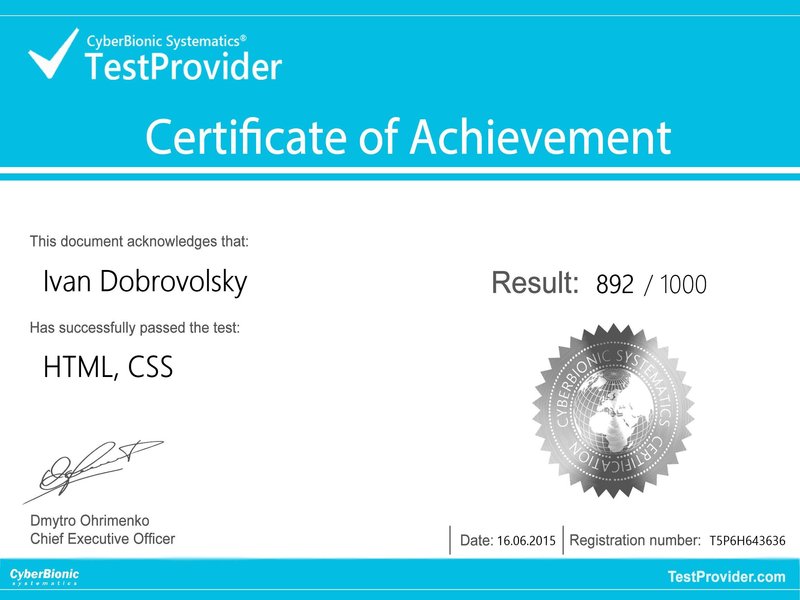 CyberBionic Systematics®
TestProvider
Certificate of Achievement
This document acknowledges that:
Ivan Dobrovolsky
Result: 892 / 1000
Has successfully passed the test:
HTML, CSS
CYBERBIONIC SYSTEMATICS
CERTIFICATION
Dmytro Ohrimenko
Chief Executive Officer
Date: 16.06.2015
Registration number: T5P6H643636
CyberBionic
systematics
TestProvider.com